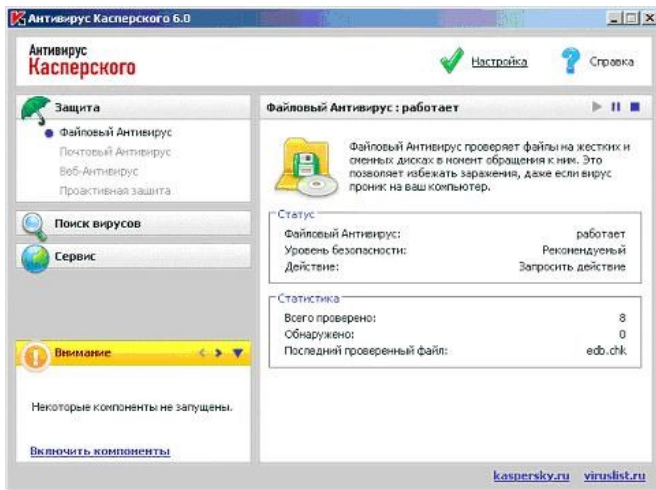 Антивирус Касперского 6.0
Антивирус
Касперского
Настройка
Справка
Защита
Файловый Антивирус
Почтовый Антивирус
Веб-Антивирус
Проактивная защита
Поиск вирусов
Сервис
Внимание
Некоторые компоненты не запущены.
Включить компоненты
Файловый Антивирус : работает
Файловый Антивирус проверяет файлы на жестких и
сменных дисках в момент обращения к ним. Это
позволяет избежать заражения, даже если вирус
проник на ваш компьютер.
Статус
Файловый Антивирус: работает
Уровень безопасности: Рекомендуемый
Действие: Запросить действие
Статистика
Всего проверено: 8
Обнаружено: 0
Последний проверенный файл: edb.chk
kaspersky.ru viruslist.ru